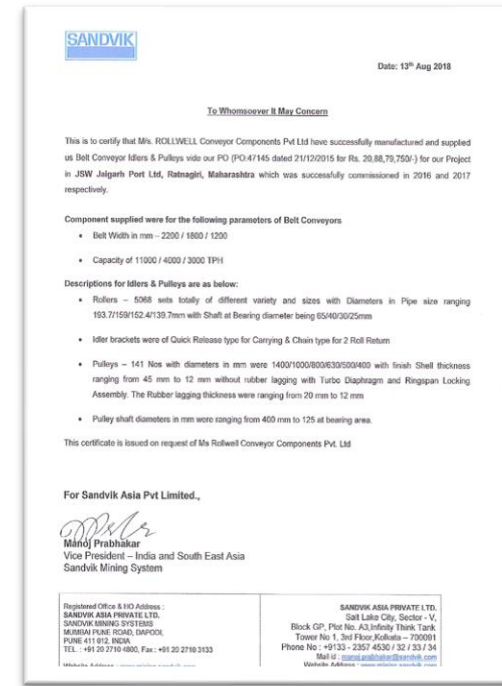 SANDVIK
Date: 13th Aug 2018
To Whomsoever It May Concern
This is to certify that M/s. ROLLWELL Conveyor Components Pvt Ltd have successfully manufactured and supplied
us Belt Conveyor Idlers & Pulleys vide our PO (PO:47145 dated 21/12/2015 for Rs. 20,88,79,750/-) for our Project
in JSW Jaigarh Port Ltd, Ratnagiri, Maharashtra which was successfully commissioned in 2016 and 2017
respectively.
Component supplied were for the following parameters of Belt Conveyors
• Belt Width in mm – 2200 / 1800 / 1200
• Capacity of 11000 / 4000 / 3000 TPH
Descriptions for Idlers & Pulleys are as below:
• Rollers – 5068 sets totally of different variety and sizes with Diameters in Pipe size ranging
193.7/159/152.4/139.7mm with Shaft at Bearing diameter being 65/40/30/25mm
• Idler brackets were of Quick Release type for Carrying & Chain type for 2 Roll Return
• Pulleys – 141 Nos with diameters in mm were 1400/1000/800/630/500/400 with finish Shell thickness
ranging from 45 mm to 12 mm without rubber lagging with Turbo Diaphragm and Ringspan Locking
Assembly. The Rubber lagging thickness were ranging from 20 mm to 12 mm
• Pulley shaft diameters in mm were ranging from 400 mm to 125 at bearing area.
This certificate is issued on request of Ms Rollwell Conveyor Components Pvt. Ltd
For Sandvik Asia Pvt Limited.,
Manoj Prabhakar
Vice President – India and South East Asia
Sandvik Mining System
Registered Office & HO Address :
SANDVIK ASIA PRIVATE LTD.
SANDVIK MINING SYSTEMS
MUMBAI PUNE ROAD, DAPODI,
PUNE 411 012, INDIA
TEL. : +91 20 2710 4800, Fax : +91 20 2710 3133
Website Address :
SANDVIK ASIA PRIVATE LTD.
Salt Lake City, Sector - V,
Block GP, Plot No. A3,Infinity Think Tank
Tower No 1, 3rd Floor,Kolkata – 700091
Phone No : +9133 - 2357 4530 / 32 / 33 / 34
Mail id : manoj.prabhakar@sandvik.com
Website Address :